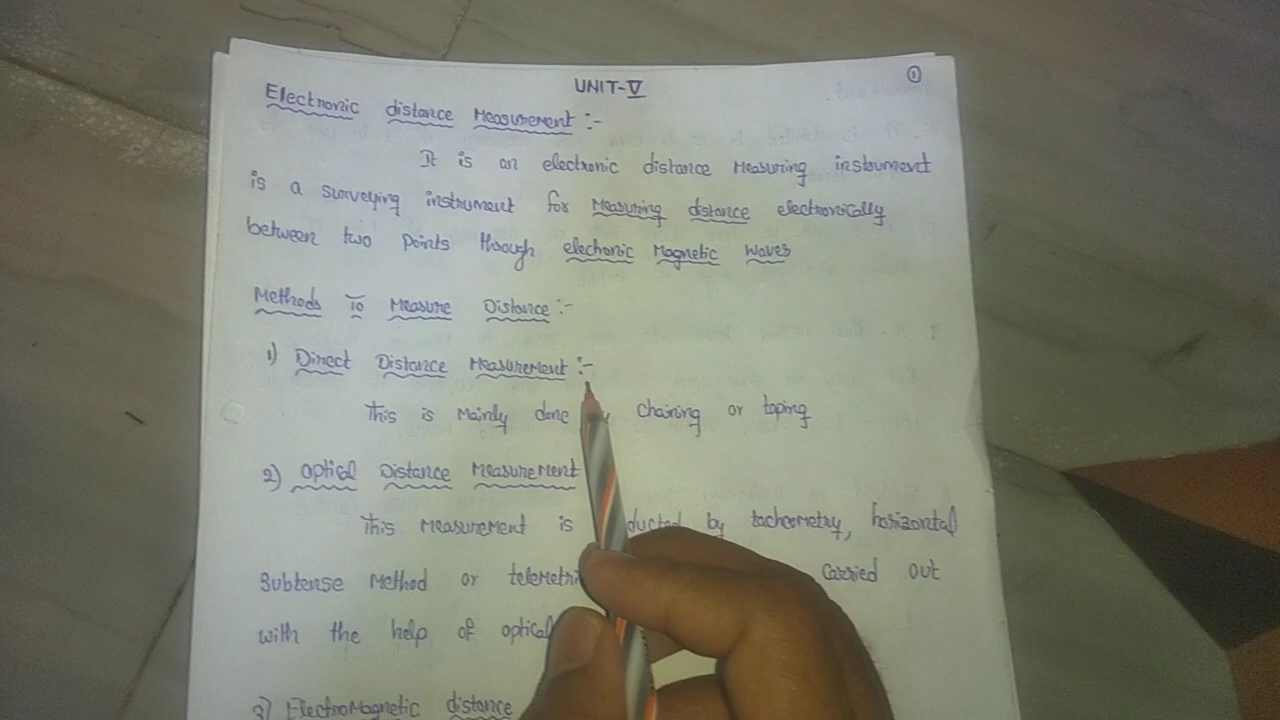 UNIT-V
①
Electronic distance Measurement :-
It is an electronic distance Measuring instrument
is a surveying instrument for Measuring distance electronically
between two points through electronic Magnetic waves
Methods To Measure Distance :-
1) Direct Distance Measurement :-
This is Mainly done chaining or taping
2) optical Distance Measurement
This Measurement is by tacheometry, horizontal
Subtense Method or carried out
with the help of optical
3) ElectroMagnetic distance